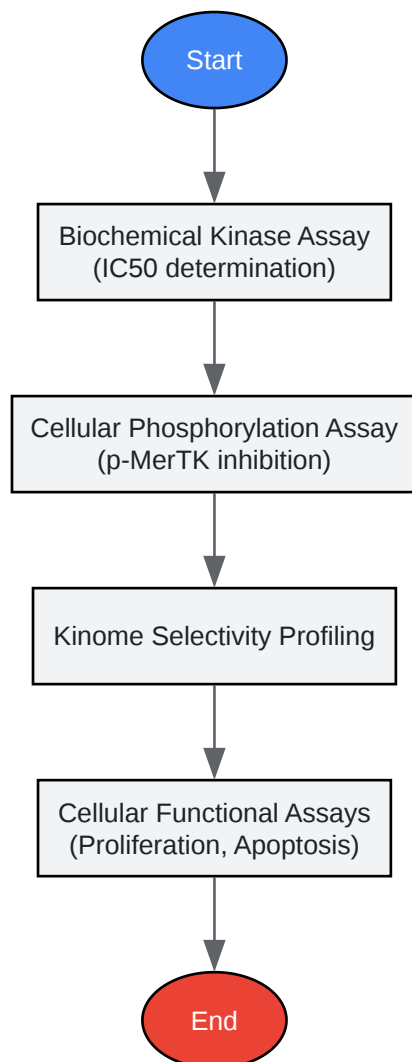 Start
Biochemical Kinase Assay
(IC50 determination)
Cellular Phosphorylation Assay
(p-MerTK inhibition)
Kinome Selectivity Profiling
Cellular Functional Assays
(Proliferation, Apoptosis)
End